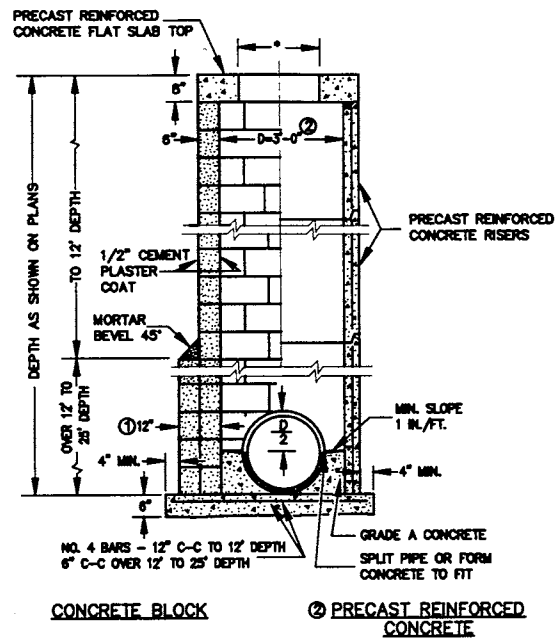 PRECAST REINFORCED
CONCRETE FLAT SLAB TOP
*
6"
6"
D=3'-0" ②
DEPTH AS SHOWN ON PLANS
TO 12' DEPTH
1/2" CEMENT
PLASTER
COAT
PRECAST REINFORCED
CONCRETE RISERS
MORTAR
BEVEL 45°
OVER 12' TO
25' DEPTH
① 12"
D
2
MIN. SLOPE
1 IN./FT.
4" MIN.
4" MIN.
6"
NO. 4 BARS - 12" C-C TO 12' DEPTH
6" C-C OVER 12' TO 25' DEPTH
GRADE A CONCRETE
SPLIT PIPE OR FORM
CONCRETE TO FIT
CONCRETE BLOCK
② PRECAST REINFORCED
CONCRETE